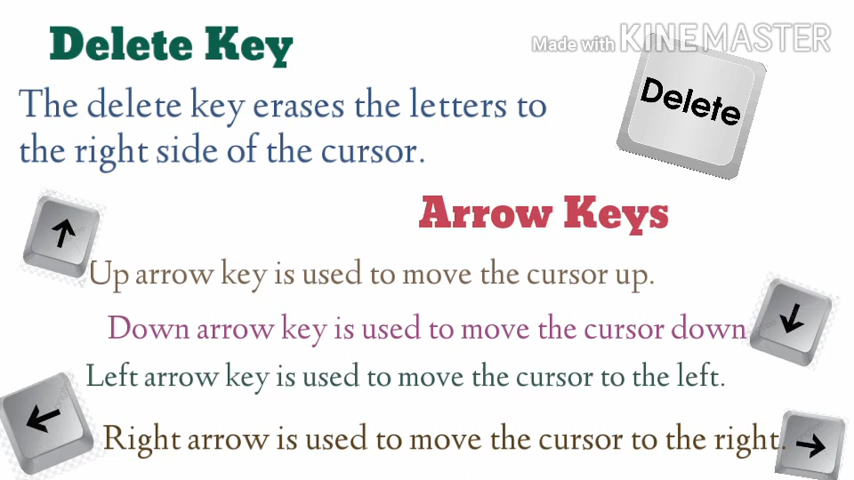 Delete Key
Made with KINEMASTER
Delete
The delete key erases the letters to
the right side of the cursor.
Arrow Keys
Up arrow key is used to move the cursor up.
Down arrow key is used to move the cursor down
Left arrow key is used to move the cursor to the left.
Right arrow is used to move the cursor to the right.